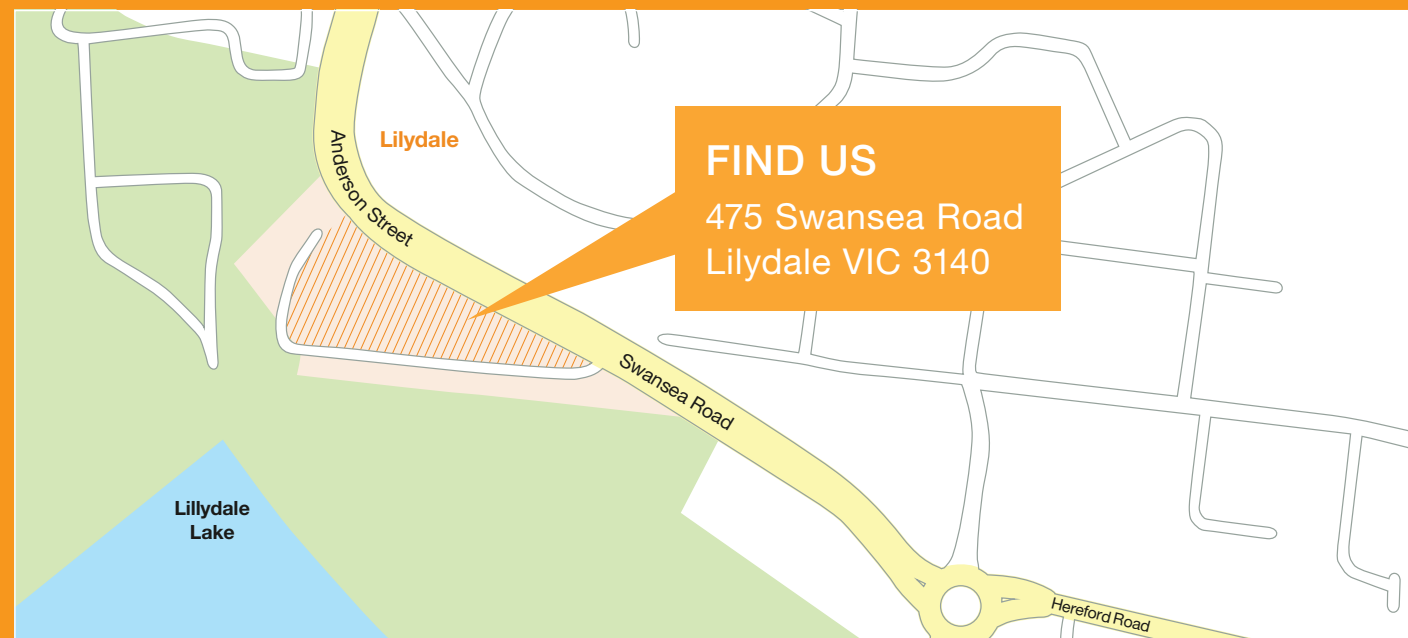 Lilydale
FIND US
475 Swansea Road
Lilydale VIC 3140
Anderson Street
Swansea Road
Lillydale
Lake
Hereford Road